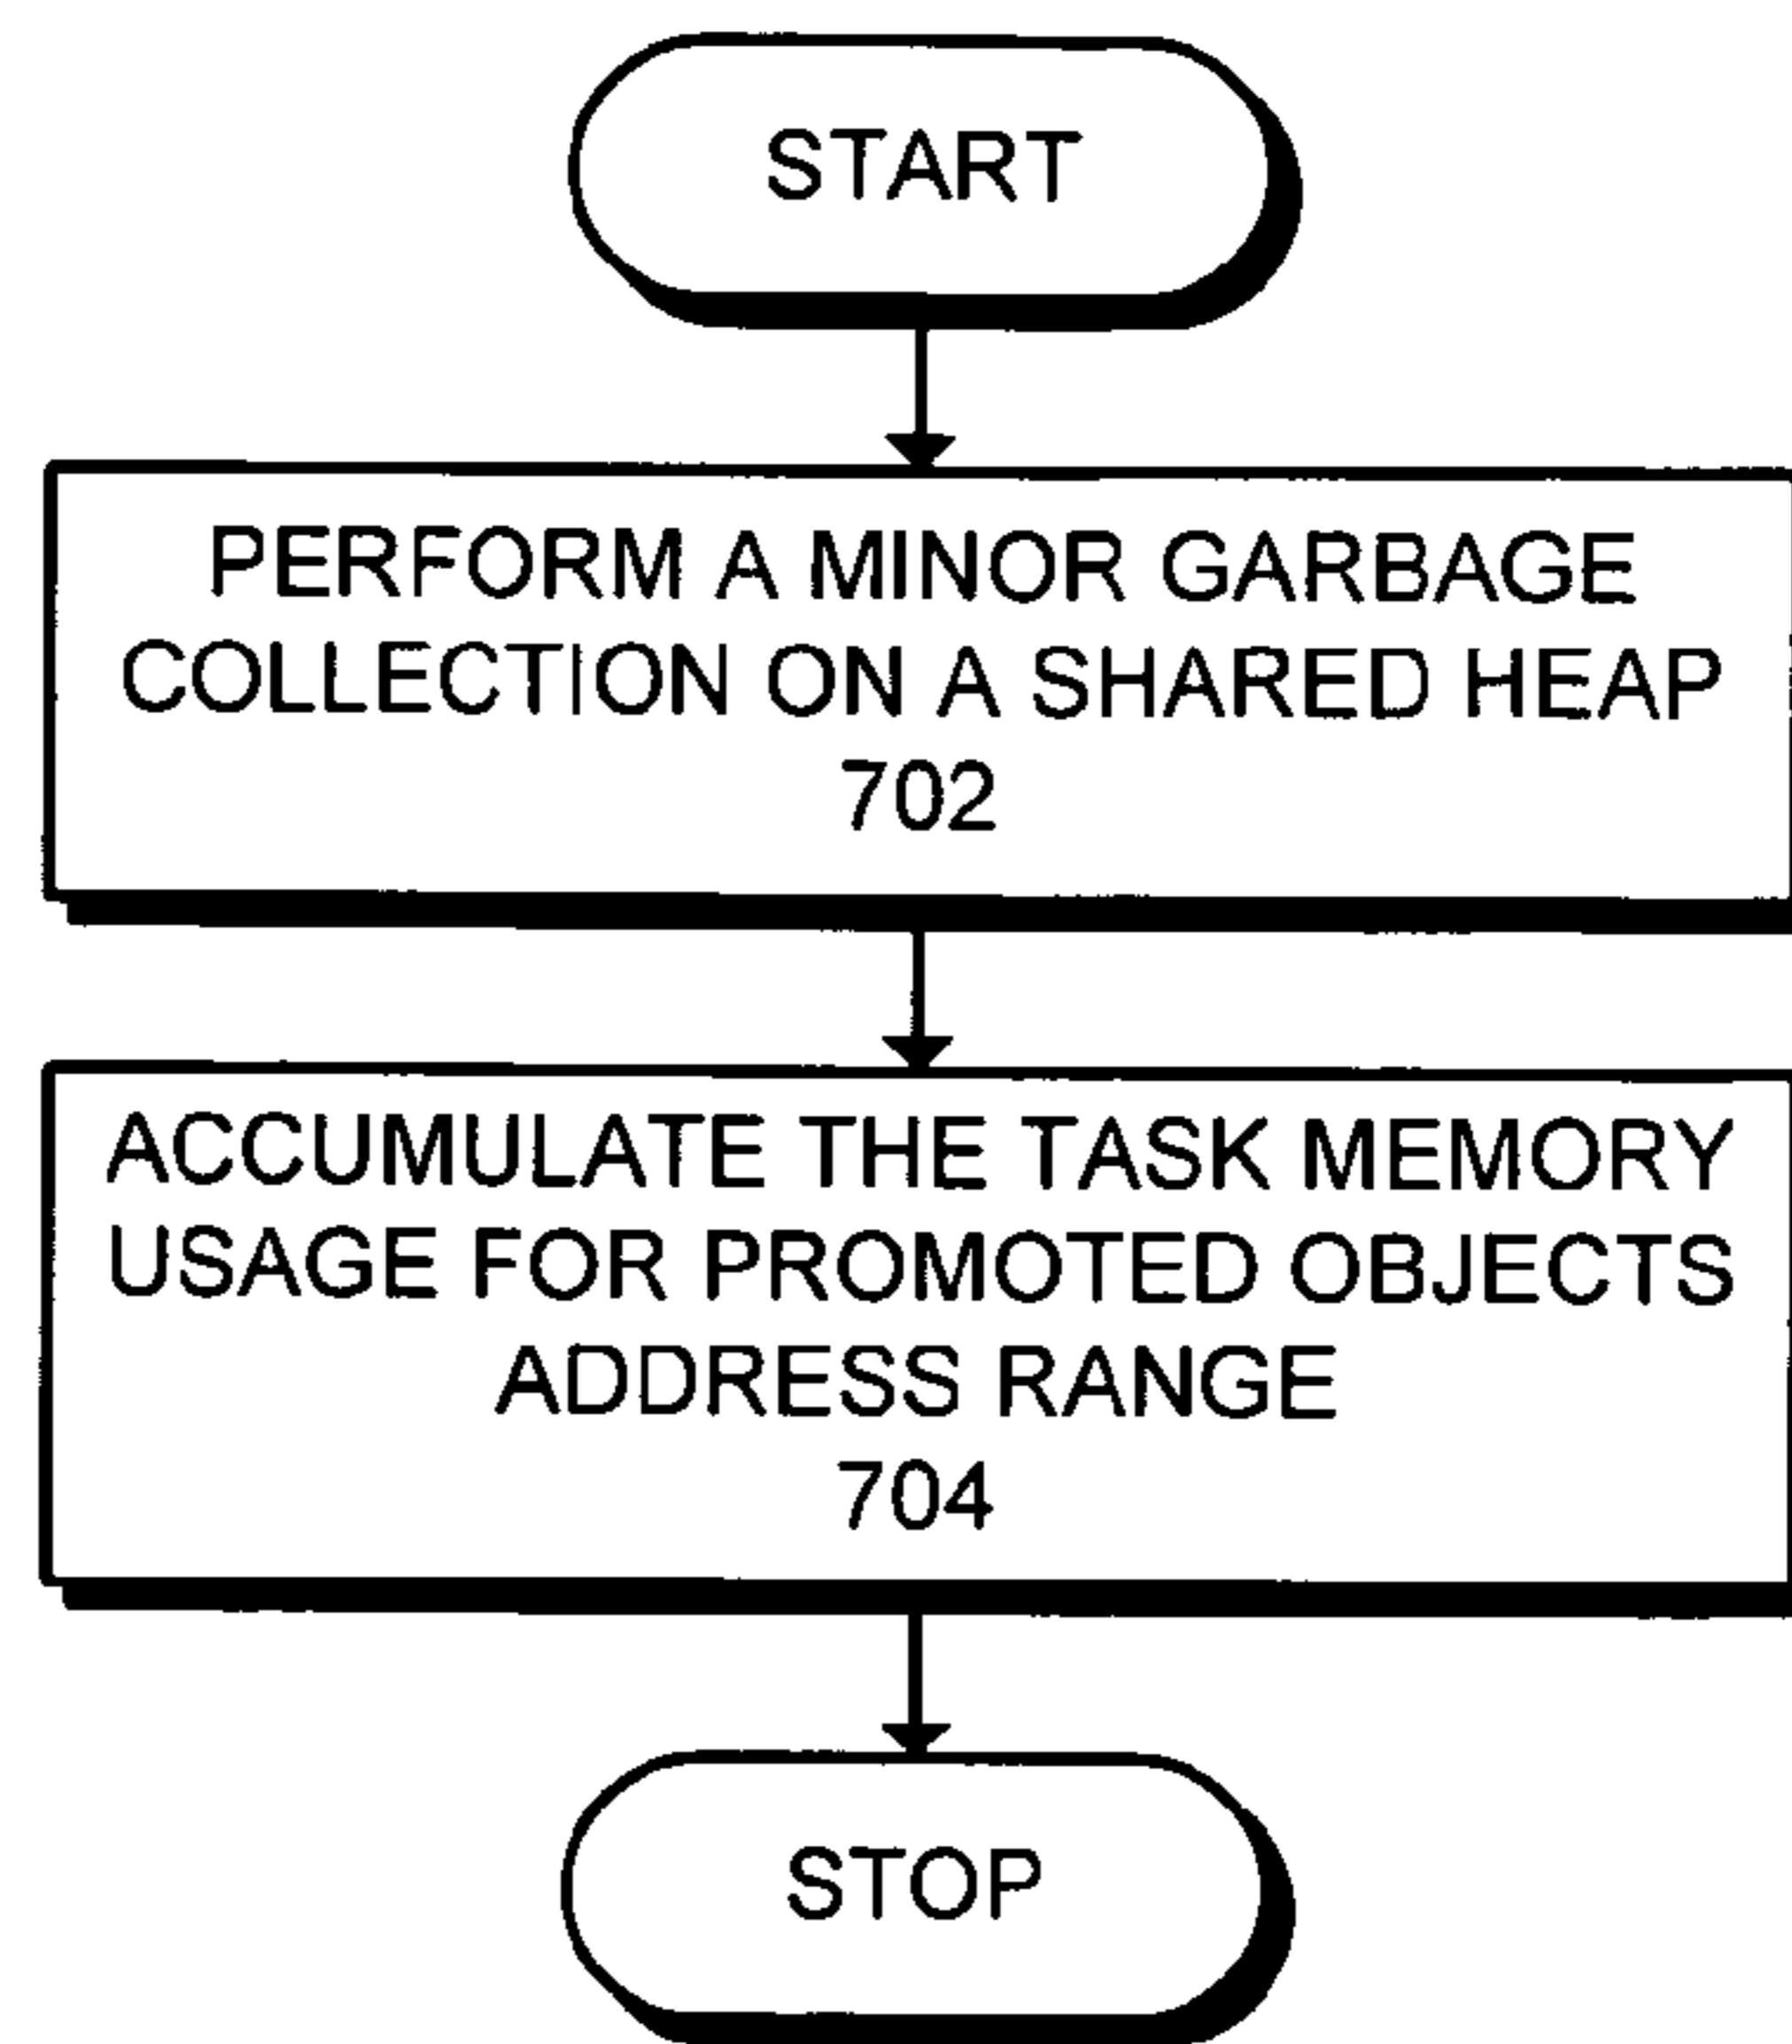 START
PERFORM A MINOR GARBAGE
COLLECTION ON A SHARED HEAP
702
ACCUMULATE THE TASK MEMORY
USAGE FOR PROMOTED OBJECTS
ADDRESS RANGE
704
STOP